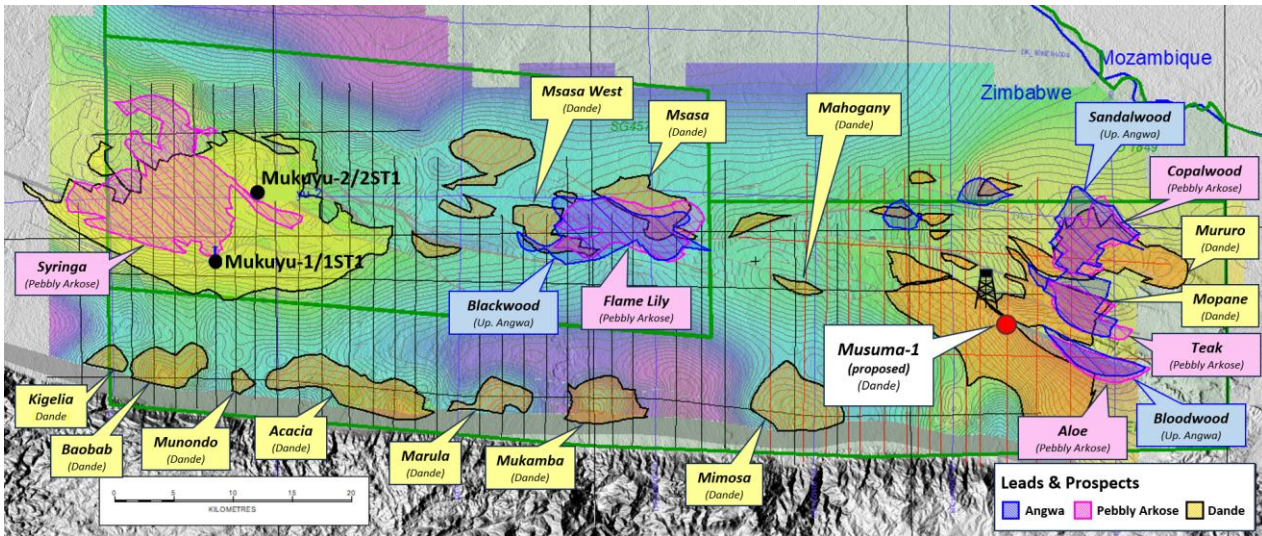 Mozambique
Zimbabwe
Msasa West
(Dande)
Msasa
(Dande)
Mahogany
(Dande)
Sandalwood
(Up. Angwa)
Copalwood
(Pebbly Arkose)
Mururo
(Dande)
Mopane
(Dande)
Teak
(Pebbly Arkose)
Bloodwood
(Up. Angwa)
Aloe
(Pebbly Arkose)
Mukuyu-2/2ST1
Mukuyu-1/1ST1
Syringa
(Pebbly Arkose)
Blackwood
(Up. Angwa)
Flame Lily
(Pebbly Arkose)
Musuma-1
(proposed)
(Dande)
Kigelia
Dande
Baobab
(Dande)
Munondo
(Dande)
Acacia
(Dande)
Marula
(Dande)
Mukamba
(Dande)
Mimosa
(Dande)
0 5 10 15 20
KILOMETRES
Leads & Prospects
Angwa Pebbly Arkose Dande